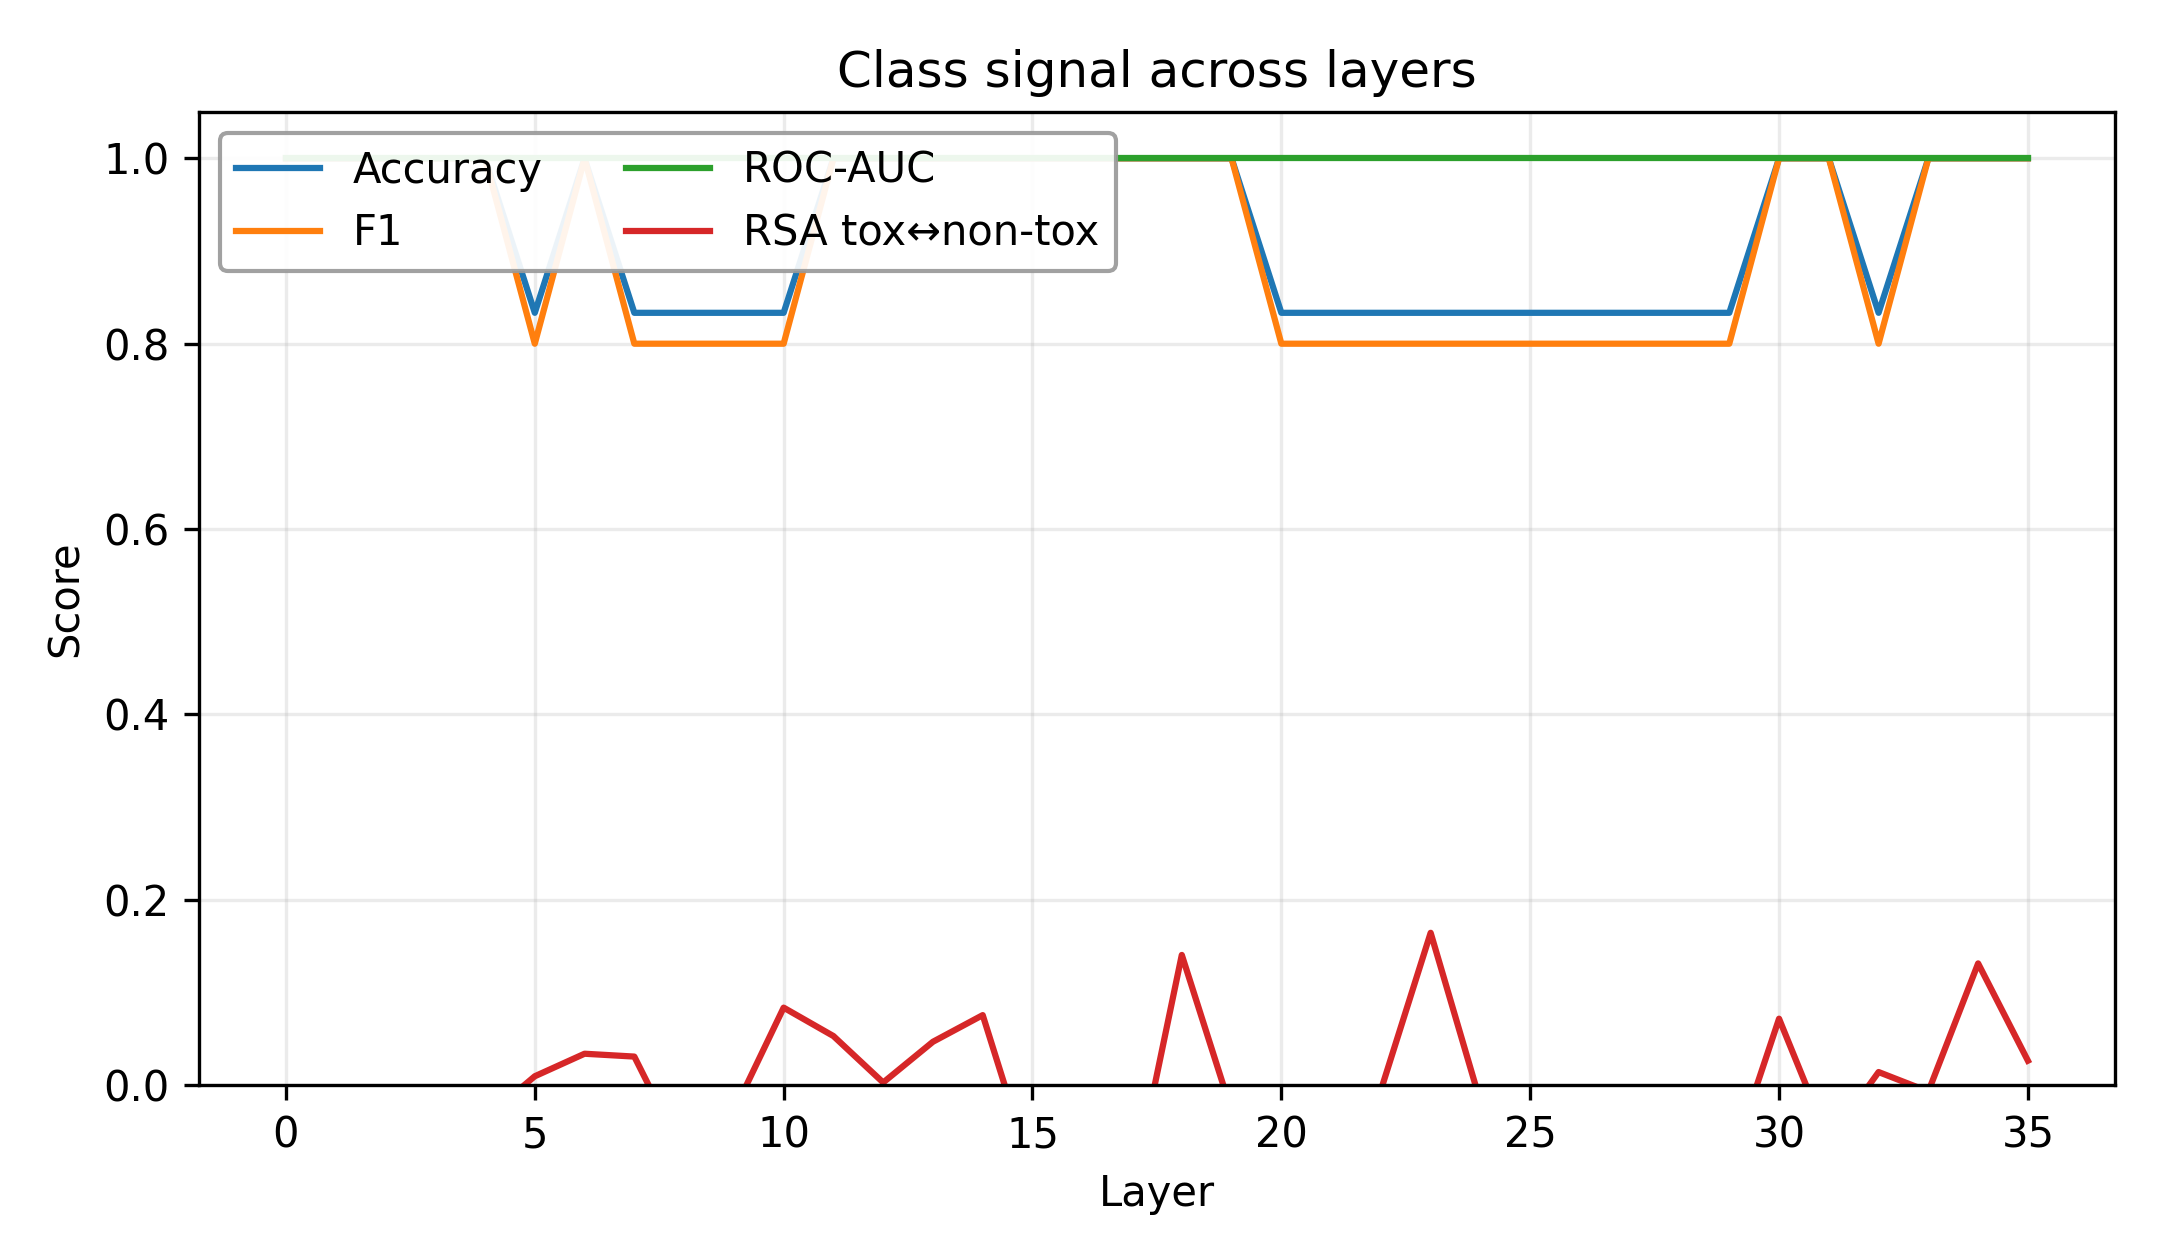 Class signal across layers
Accuracy
F1
ROC-AUC
RSA tox↔non-tox
Score
1.0
0.8
0.6
0.4
0.2
0.0
0 5 10 15 20 25 30 35
Layer